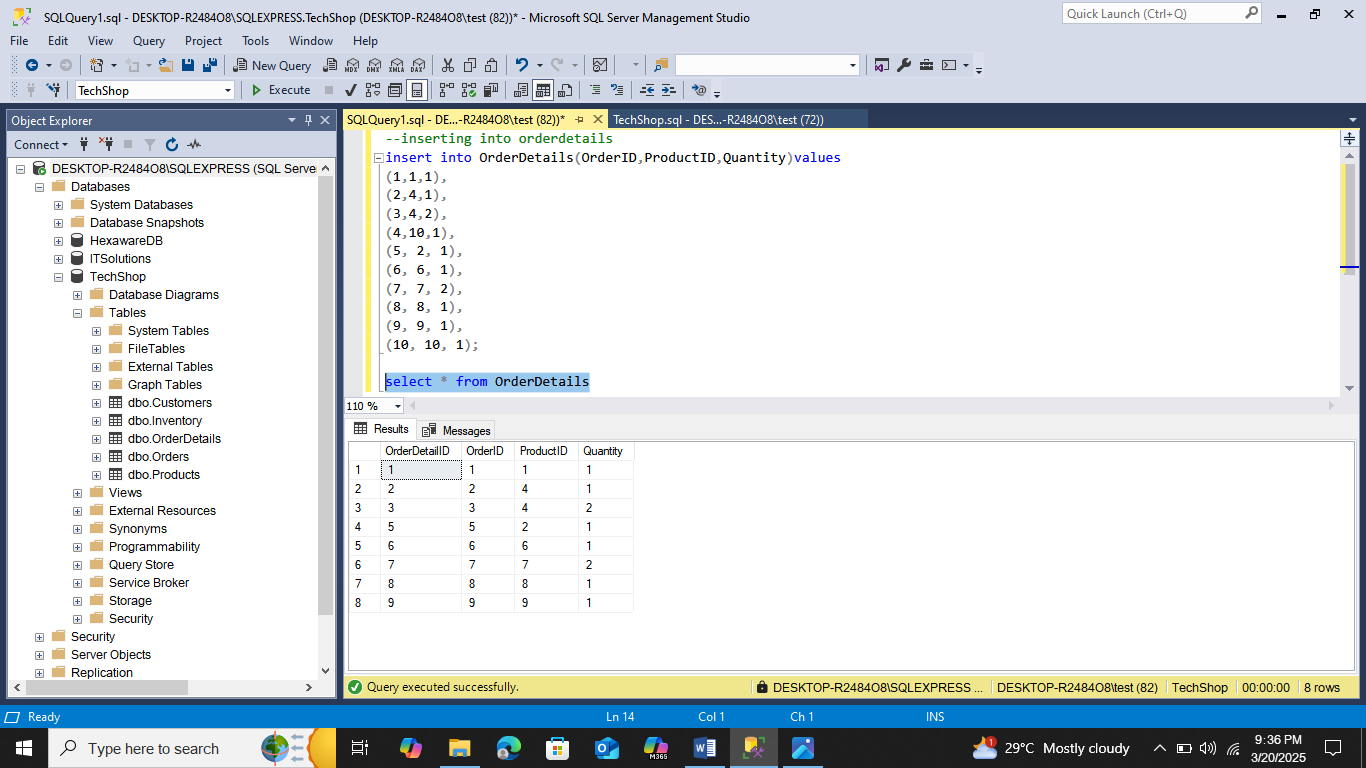 SQLQuery1.sql - DESKTOP-R2484O8\SQLEXPRESS.TechShop (DESKTOP-R2484O8\test (82))* - Microsoft SQL Server Management Studio
Quick Launch (Ctrl+Q)
File Edit View Query Project Tools Window Help
New Query MDX DMX XMLA DAX
TechShop Execute
Object Explorer
Connect
DESKTOP-R2484O8\SQLEXPRESS (SQL Serve
Databases
System Databases
Database Snapshots
HexawareDB
ITSolutions
TechShop
Database Diagrams
Tables
System Tables
FileTables
External Tables
Graph Tables
dbo.Customers
dbo.Inventory
dbo.OrderDetails
dbo.Orders
dbo.Products
Views
External Resources
Synonyms
Programmability
Query Store
Service Broker
Storage
Security
Security
Server Objects
Replication
SQLQuery1.sql - DE...-R2484O8\test (82))* TechShop.sql - DES...-R2484O8\test (72))
--inserting into orderdetails
insert into OrderDetails(OrderID,ProductID,Quantity)values
(1,1,1),
(2,4,1),
(3,4,2),
(4,10,1),
(5, 2, 1),
(6, 6, 1),
(7, 7, 2),
(8, 8, 1),
(9, 9, 1),
(10, 10, 1);
select * from OrderDetails
110 %
Results Messages
OrderDetailID OrderID ProductID Quantity
1 1 1 1 1
2 2 2 4 1
3 3 3 4 2
4 5 5 2 1
5 6 6 6 1
6 7 7 7 2
7 8 8 8 1
8 9 9 9 1
Query executed successfully. DESKTOP-R2484O8\SQLEXPRESS ... DESKTOP-R2484O8\test (82) TechShop 00:00:00 8 rows
Ready Ln 14 Col 1 Ch 1 INS
Type here to search M365 1 29°C Mostly cloudy 9:36 PM
3/20/2025